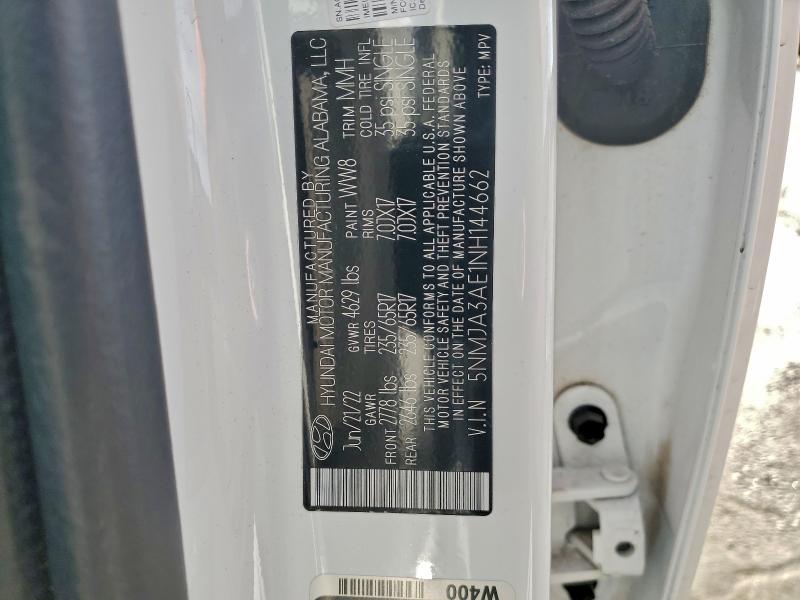 MANUFACTURED BY
HYUNDAI MOTOR MANUFACTURING ALABAMA, LLC
Jun/21/22 GVWR 4629 lbs PAINT WW8 TRIM MMH
GAWR TIRES RIMS COLD TIRE INFL
FRONT 2778 lbs 235/65R17 7.0JX17 35 psi SINGLE
REAR 2646 lbs 235/65R17 7.0JX17 35 psi SINGLE
THIS VEHICLE CONFORMS TO ALL APPLICABLE U.S.A. FEDERAL
MOTOR VEHICLE SAFETY AND THEFT PREVENTION STANDARDS
IN EFFECT ON THE DATE OF MANUFACTURE SHOWN ABOVE
V.I.N 5NMJA3AE1NH144662 TYPE: MPV
W400